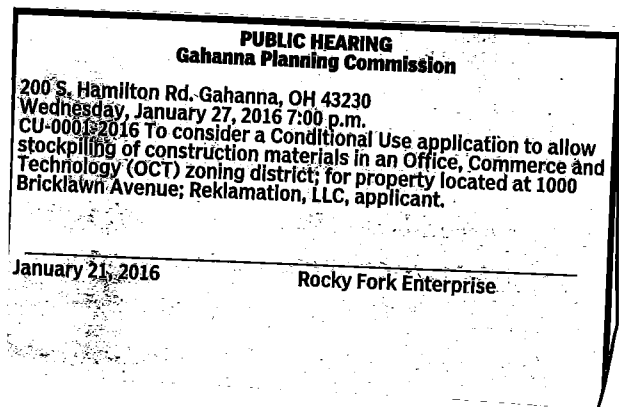 PUBLIC HEARING
Gahanna Planning Commission
200 S. Hamilton Rd. Gahanna, OH 43230
Wednesday, January 27, 2016 7:00 p.m.
CU-0001-2016 To consider a Conditional Use application to allow
stockpiling of construction materials in an Office, Commerce and
Technology (OCT) zoning district; for property located at 1000
Bricklawn Avenue; Reklamation, LLC, applicant.
January 21, 2016 Rocky Fork Enterprise